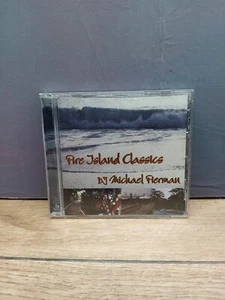 Fire Island Classics
DJ Michael Fierman